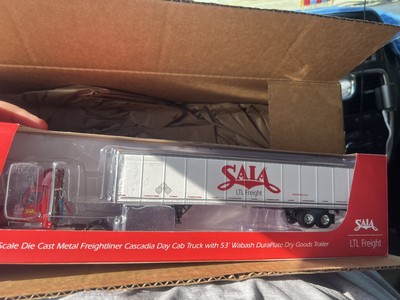 SAIA
LTL Freight
SAIA
LTL Freight
Scale Die Cast Metal Freightliner Cascadia Day Cab Truck with 53' Wabash DuraPlate Dry Goods Trailer